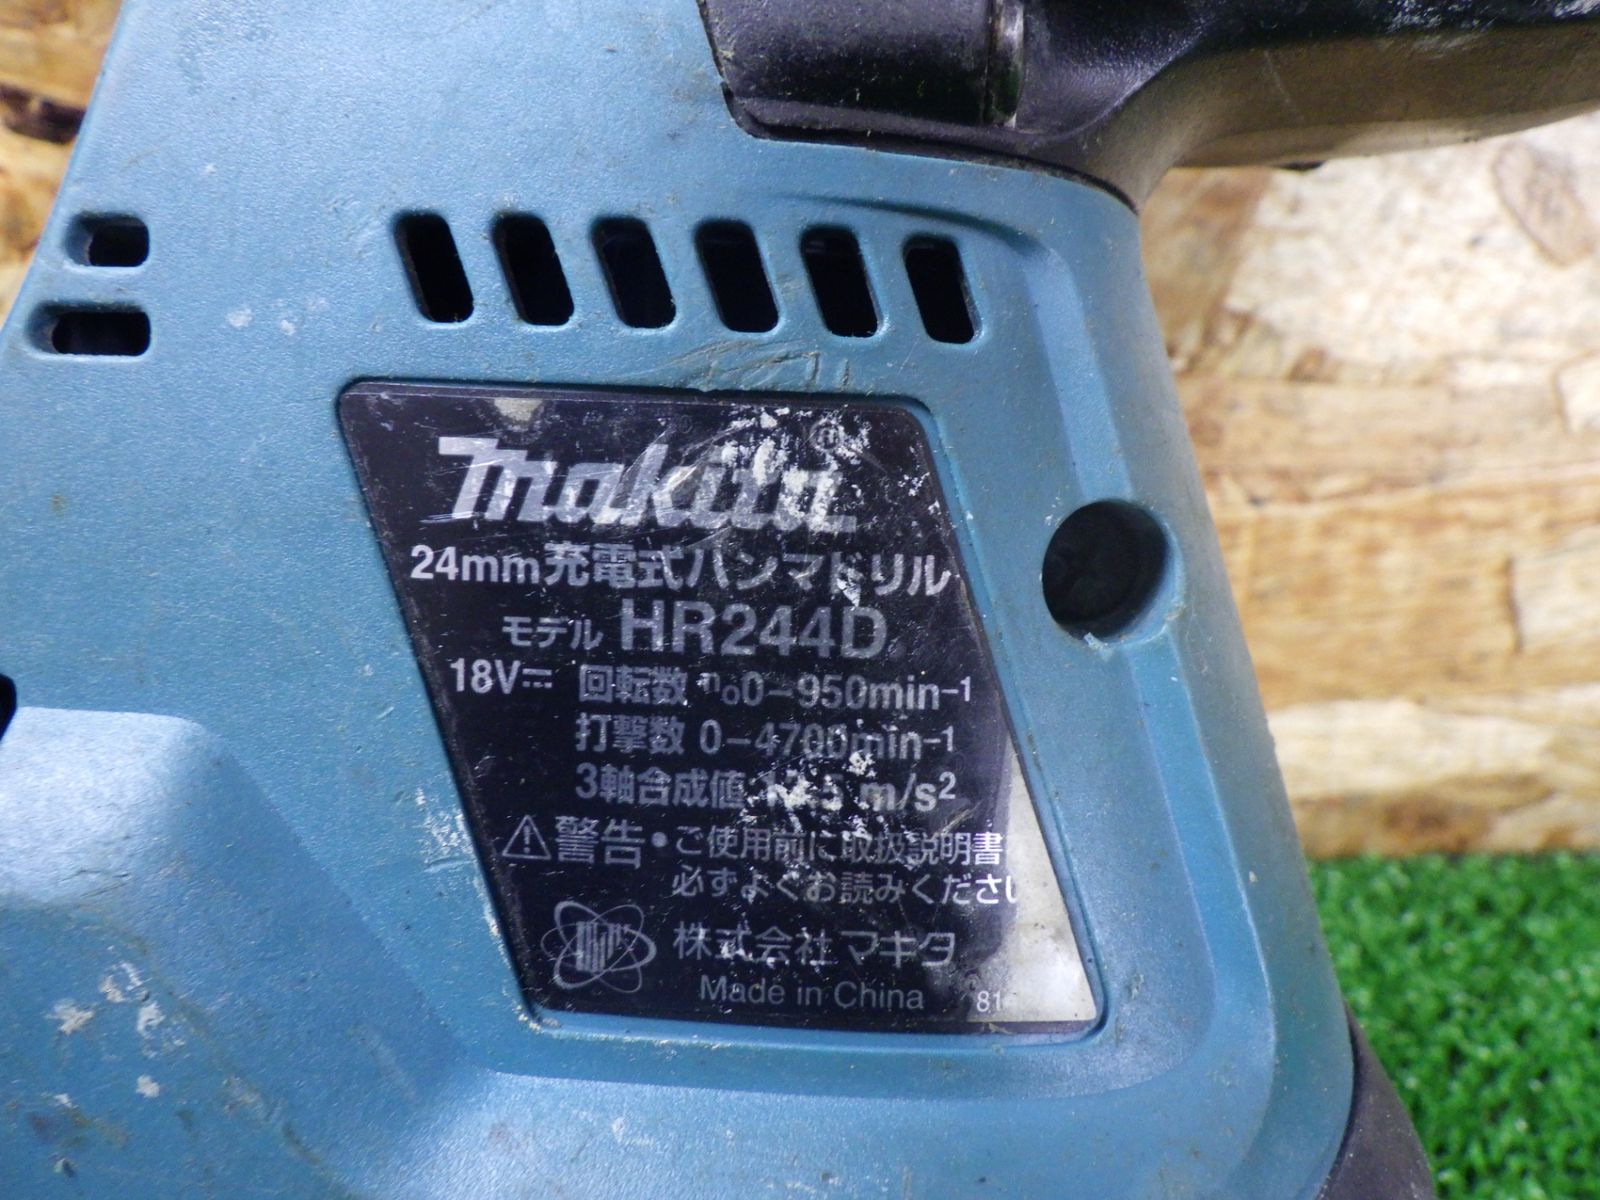 makita
24mm充電式ハンマドリル
モデル HR244D
18V⎓ 回転数 n₀0-950min-1
打撃数 0-4700min-1
3軸合成値 m/s2
⚠警告・ご使用前に取扱説明書
必ずよくお読みくださ
株式会社 マキタ
Made in China